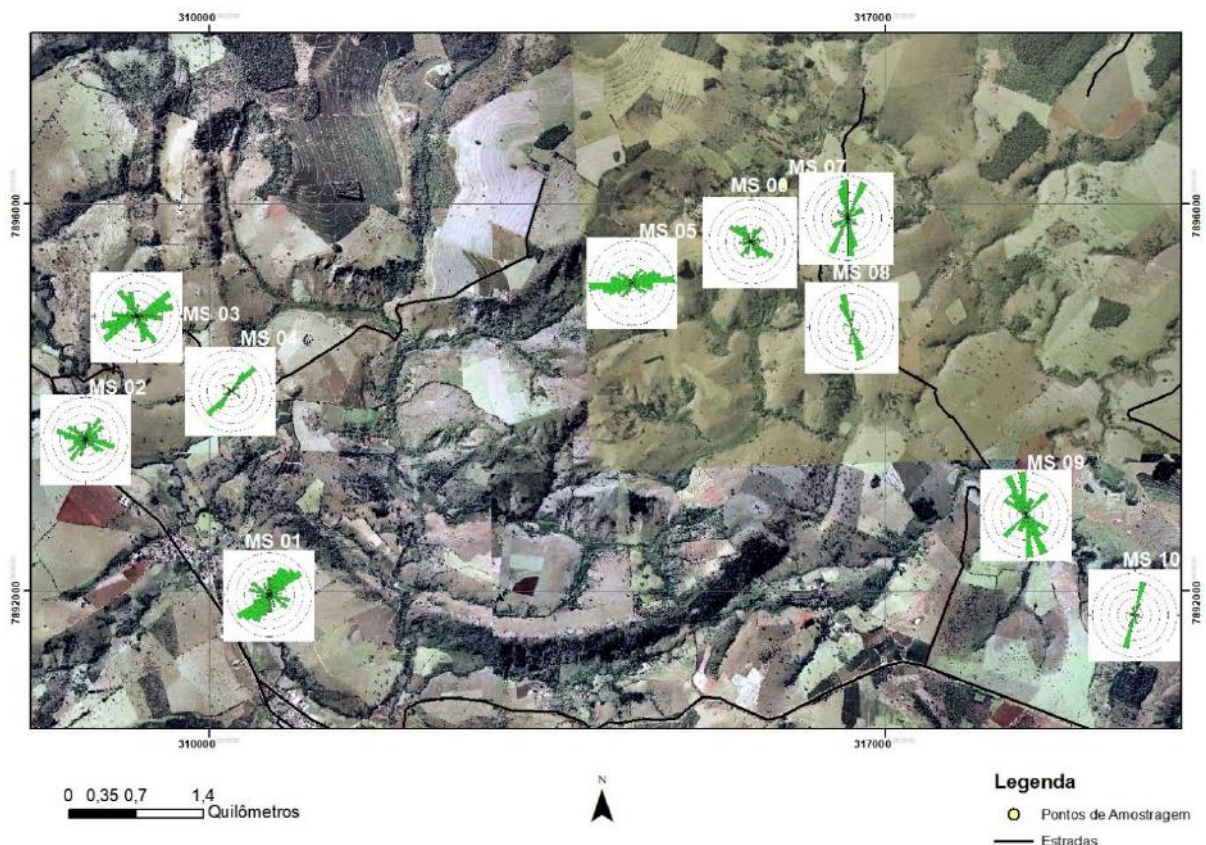 310000
317000
MS 07
MS 06
7896000
7896000
MS 05
MS 08
MS 03
MS 04
MS 02
MS 09
MS 01
MS 10
7892000
7892000
310000
317000
N
Legenda
0 0,35 0,7 1,4
Quilômetros
Pontos de Amostragem
Estradas